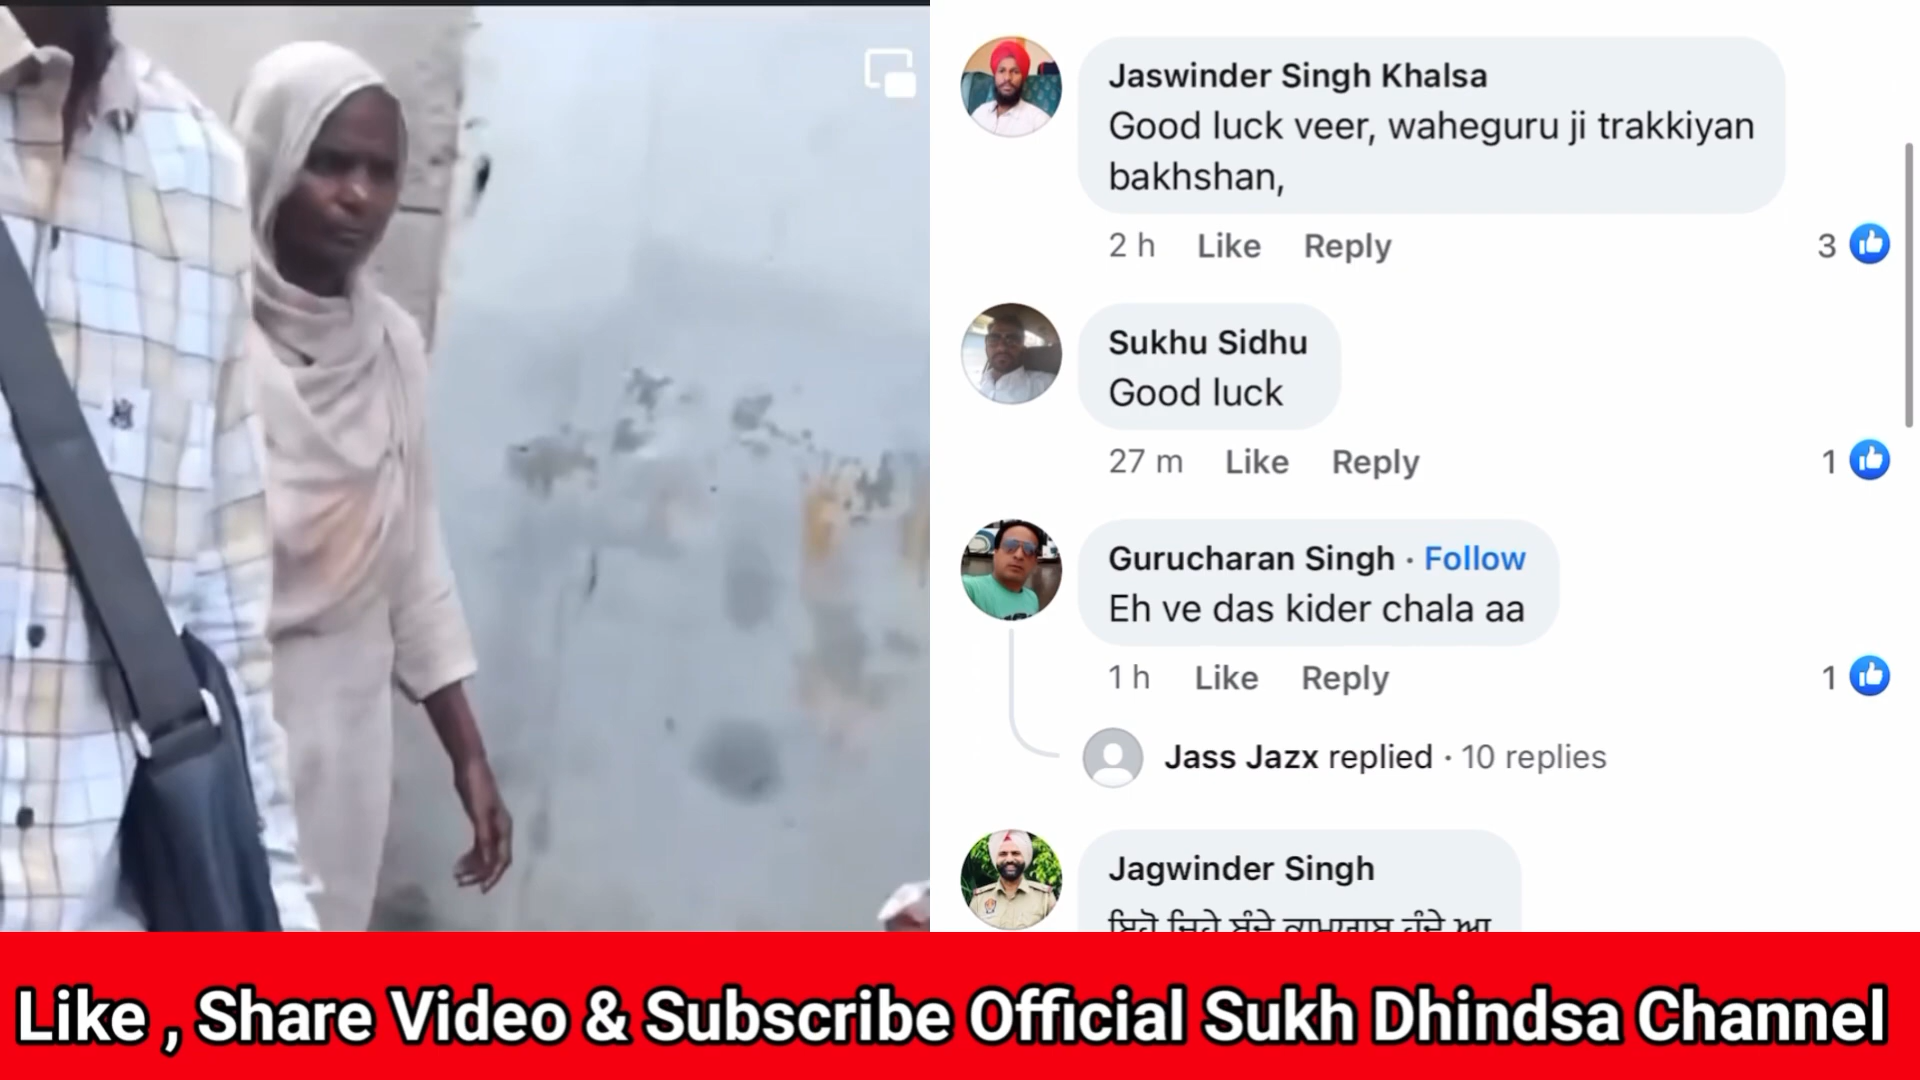 Jaswinder Singh Khalsa
Good luck veer, waheguru ji trakkiyan
bakhshan,
2 h Like Reply 3
Sukhu Sidhu
Good luck
27 m Like Reply 1
Gurucharan Singh · Follow
Eh ve das kider chala aa
1 h Like Reply 1
Jass Jazx replied · 10 replies
Jagwinder Singh
ਇਹੋ ਜਿਹੇ ਬੰਦੇ ਕਾਮਯਾਬ ਹੁੰਦੇ ਆ
Like , Share Video & Subscribe Official Sukh Dhindsa Channel